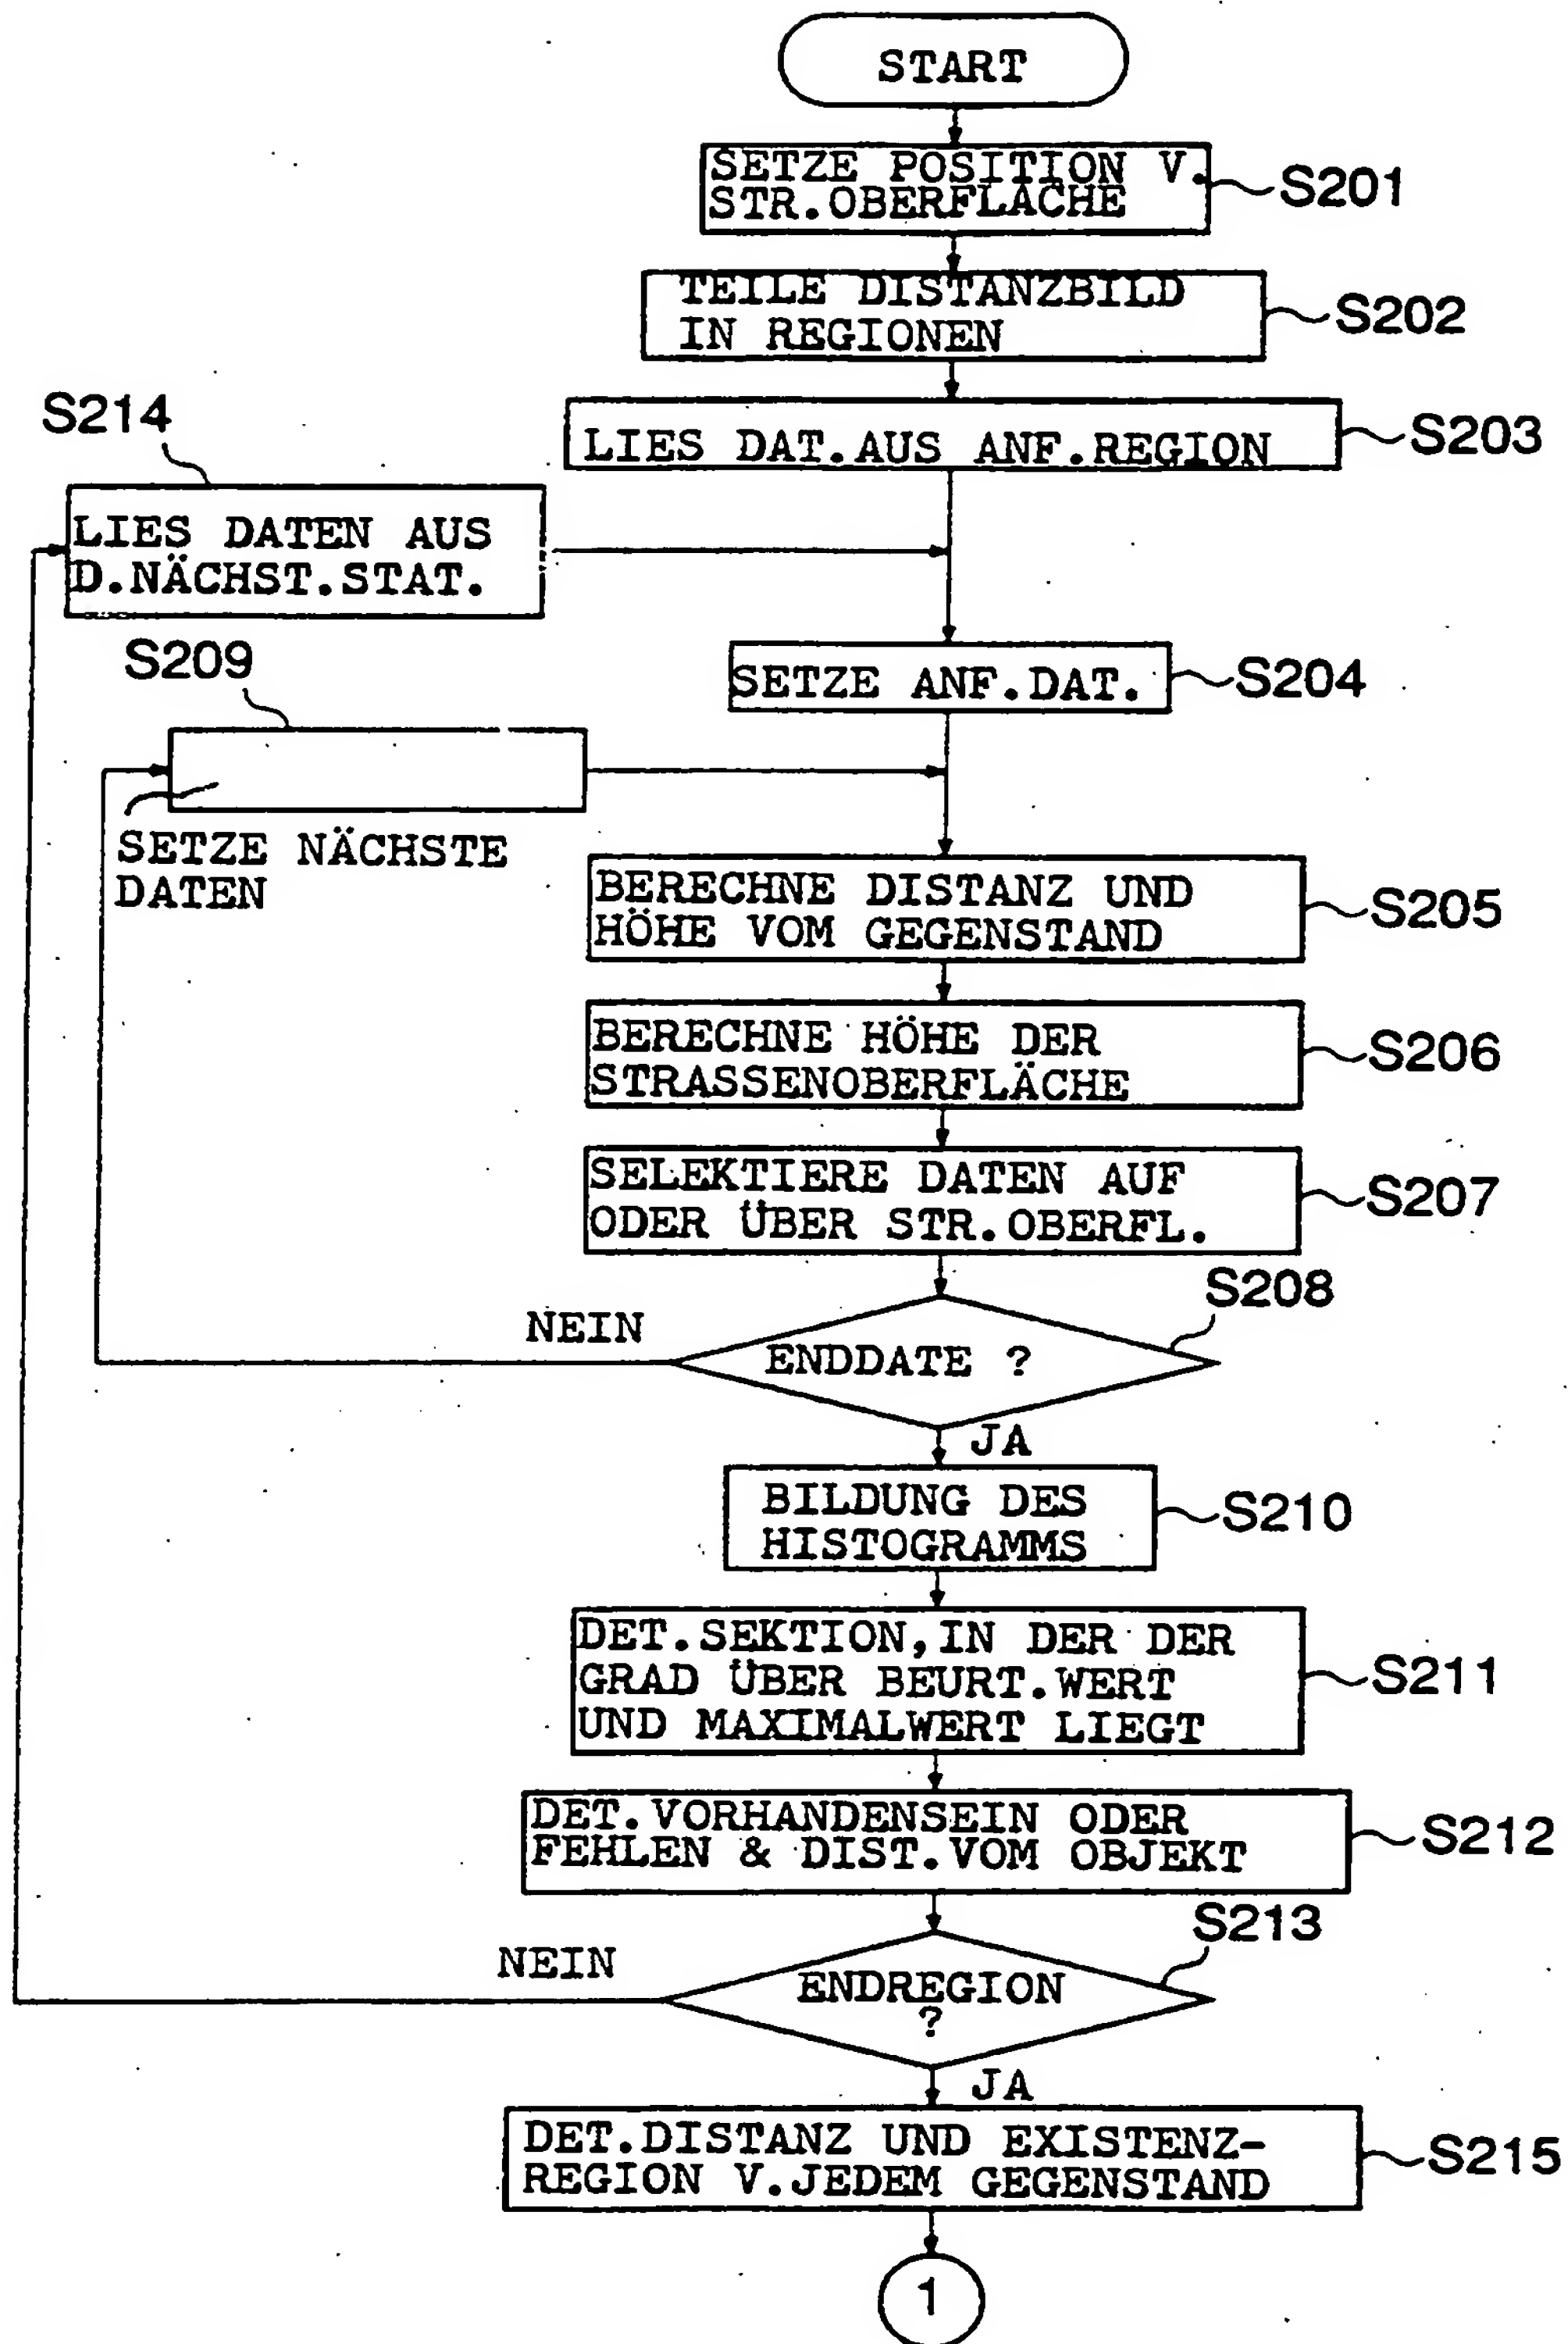 START
SETZE POSITION V.
STR.OBERFLÄCHE
S201
TEILE DISTANZBILD
IN REGIONEN
S202
S214
LIES DAT.AUS ANF.REGION
S203
LIES DATEN AUS
D.NÄCHST.STAT.
S209
SETZE ANF.DAT.
S204
SETZE NÄCHSTE
DATEN
BERECHNE DISTANZ UND
HÖHE VOM GEGENSTAND
S205
BERECHNE HÖHE DER
STRASSENOBERFLÄCHE
S206
SELEKTIERE DATEN AUF
ODER ÜBER STR.OBERFL.
S207
S208
NEIN
ENDDATE ?
JA
BILDUNG DES
HISTOGRAMMS
S210
DET.SEKTION,IN DER DER
GRAD ÜBER BEURT.WERT
UND MAXIMALWERT LIEGT
S211
DET.VORHANDENSEIN ODER
FEHLEN & DIST.VOM OBJEKT
S212
S213
NEIN
ENDREGION
?
JA
DET.DISTANZ UND EXISTENZ-
REGION V.JEDEM GEGENSTAND
S215
1